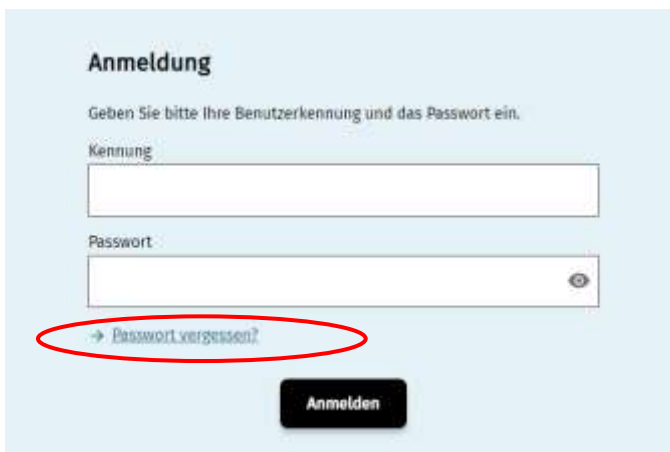 Anmeldung
Geben Sie bitte Ihre Benutzerkennung und das Passwort ein.
Kennung
Passwort
→ Passwort vergessen?
Anmelden